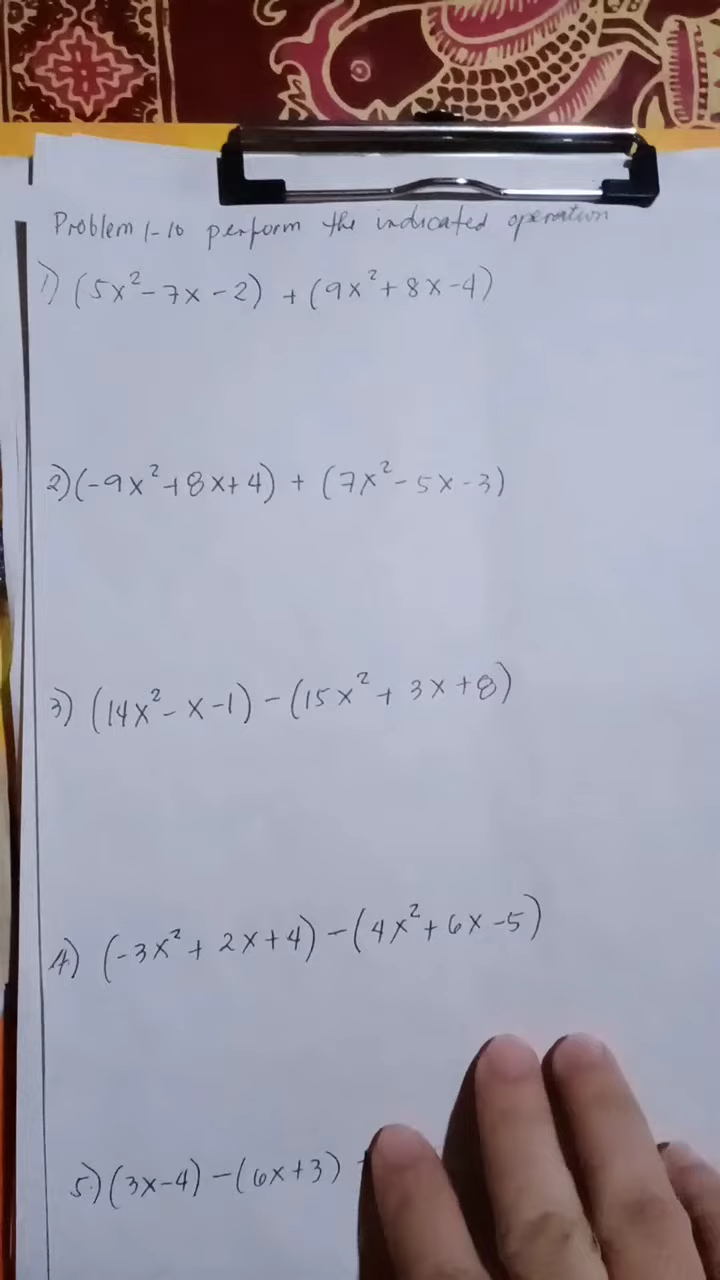 Problem 1-10 perform the indicated operation
1) (5x² - 7x - 2) + (9x² + 8x - 4)
2) (-9x² + 8x + 4) + (7x² - 5x - 3)
3) (14x² - x - 1) - (15x² + 3x + 8)
4) (-3x² + 2x + 4) - (4x² + 6x - 5)
5.) (3x - 4) - (6x + 3) -